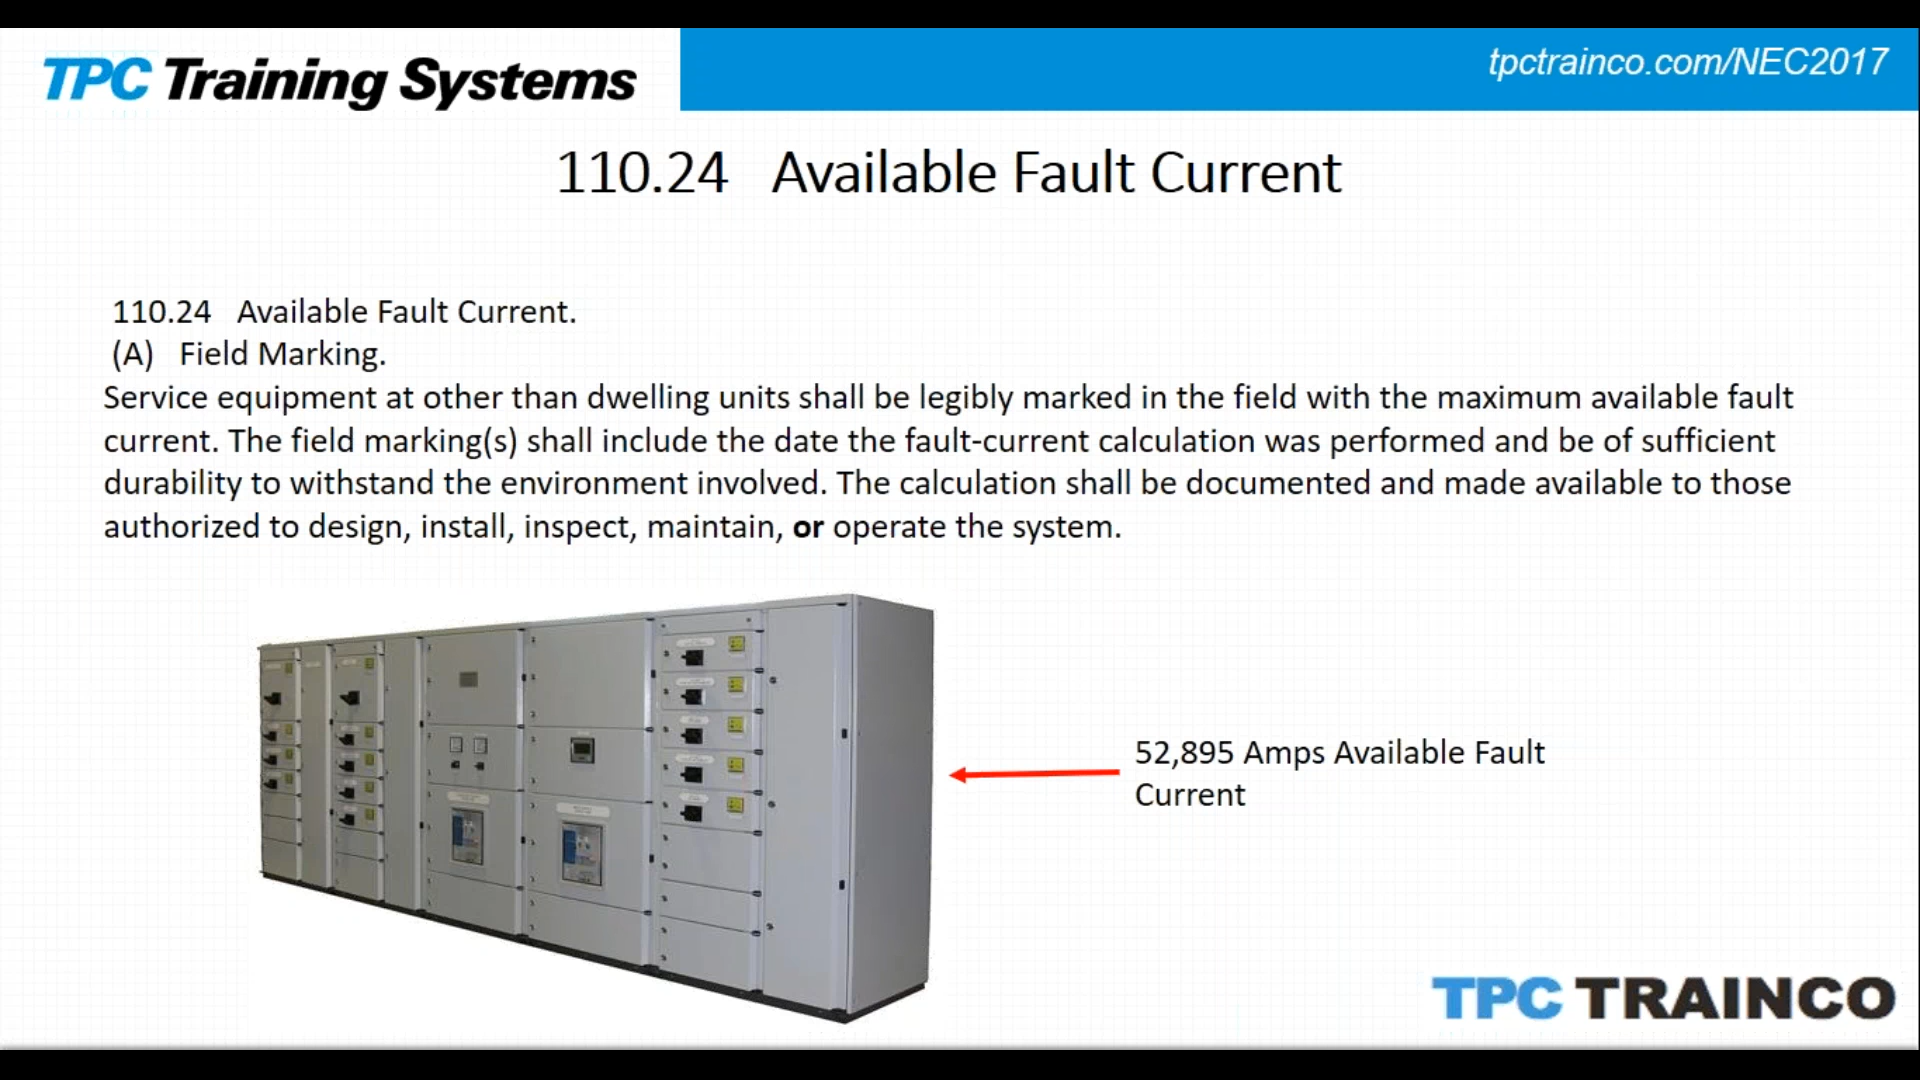 TPC Training Systems
tpctrainco.com/NEC2017
110.24 Available Fault Current
110.24 Available Fault Current.
(A) Field Marking.
Service equipment at other than dwelling units shall be legibly marked in the field with the maximum available fault
current. The field marking(s) shall include the date the fault-current calculation was performed and be of sufficient
durability to withstand the environment involved. The calculation shall be documented and made available to those
authorized to design, install, inspect, maintain, or operate the system.
52,895 Amps Available Fault
Current
TPC TRAINCO